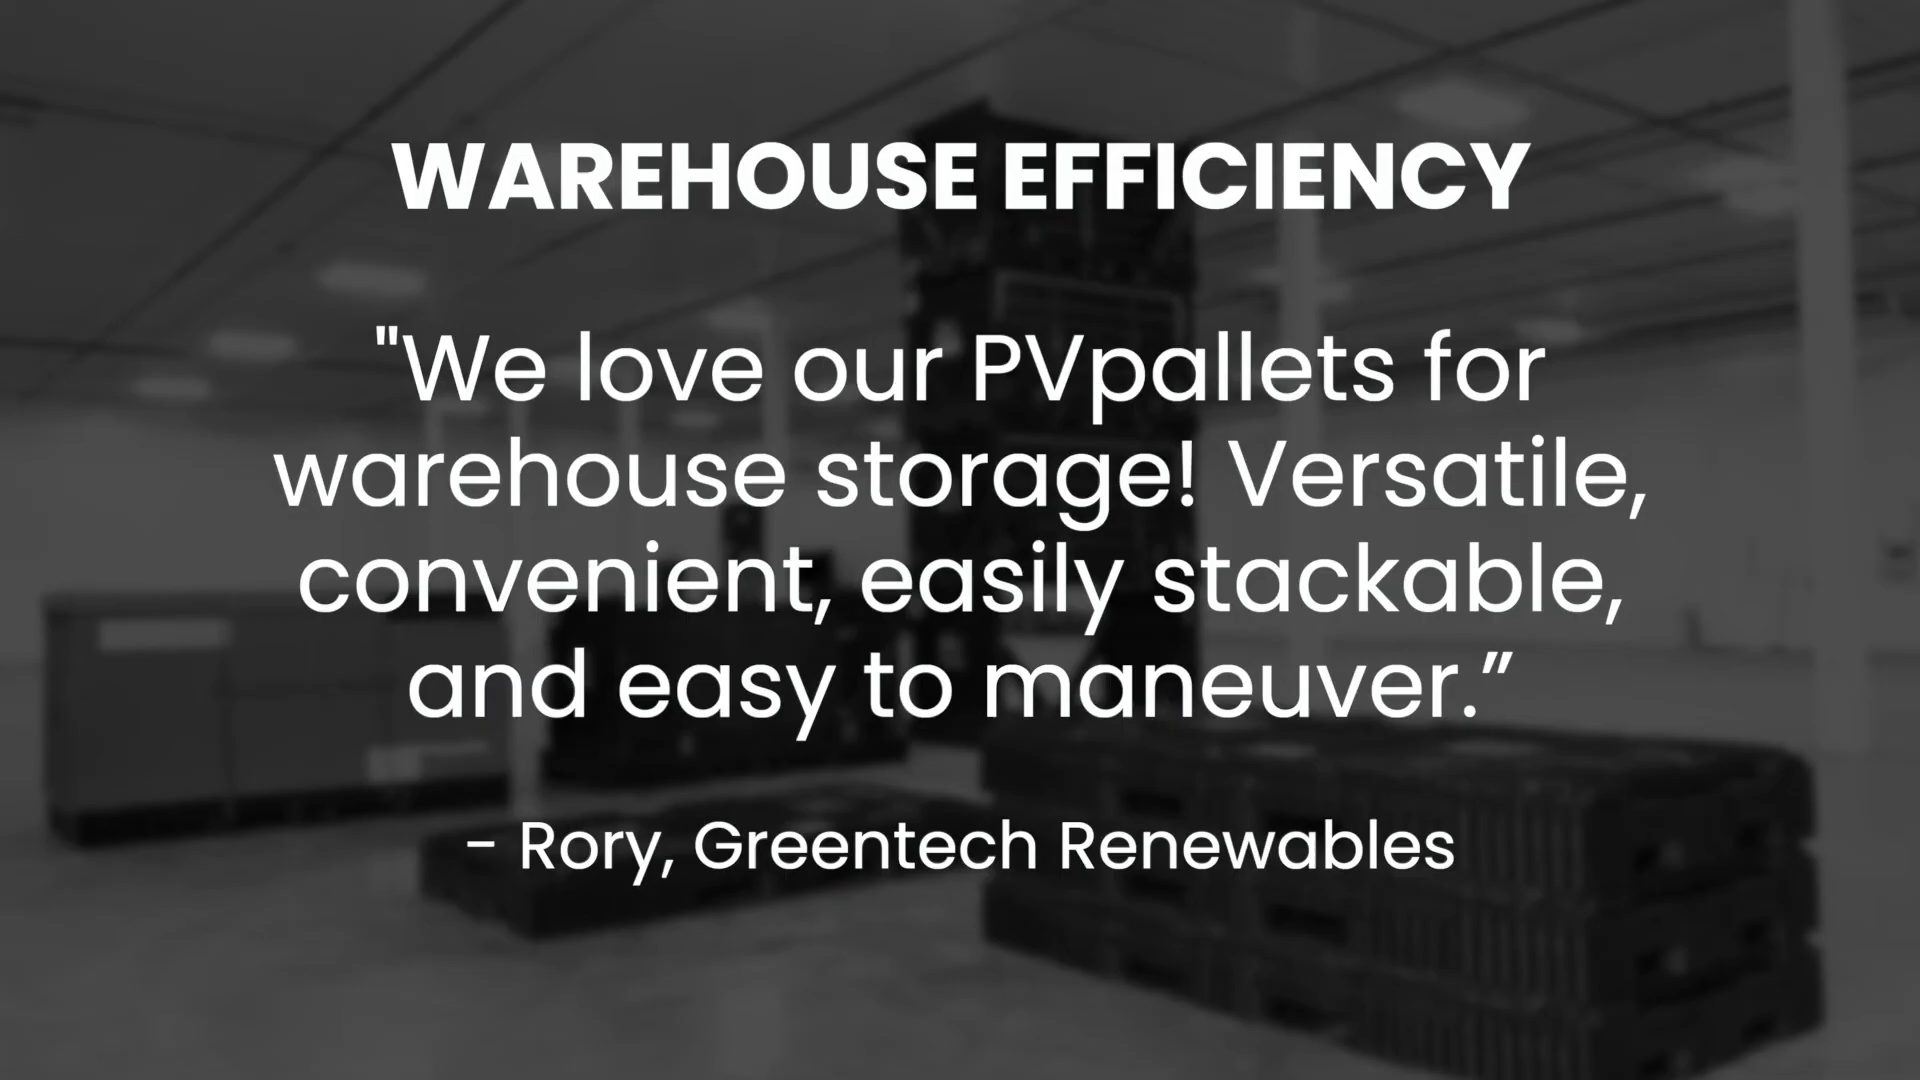 WAREHOUSE EFFICIENCY
"We love our PVpallets for
warehouse storage! Versatile,
convenient, easily stackable,
and easy to maneuver.”
- Rory, Greentech Renewables